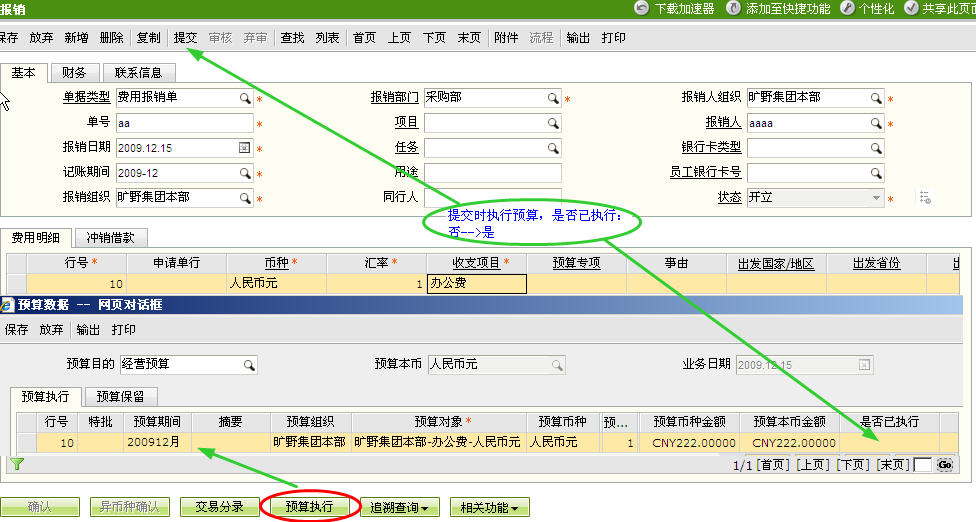 报销 下载加速器 添加至快捷功能 个性化 共享此页面
保存 放弃 新增 删除 复制 提交 审核 弃审 查找 列表 首页 上页 下页 末页 附件 流程 输出 打印
基本 财务 联系信息
单据类型 费用报销单 * 报销部门 采购部 * 报销人组织 旷野集团本部 *
单号 aa * 项目 报销人 aaaa *
报销日期 2009.12.15 * 任务 银行卡类型
记账期间 2009-12 * 用途 员工银行卡号
报销组织 旷野集团本部 * 同行人 状态 开立 *
提交时执行预算，是否已执行：
否-->是
费用明细 冲销借款
行号* 申请单行 币种* 汇率* 收支项目* 预算专项 事由 出发国家/地区 出发省份 出
10 人民币元 1 办公费
预算数据 -- 网页对话框
保存 放弃 输出 打印
预算目的 经营预算 预算本币 人民币元 业务日期 2009.12.15
预算执行 预算保留
行号 特批 预算期间 摘要 预算组织 预算对象* 预算币种 预... 预算币种金额 预算本币金额 是否已执行
10 200912月 旷野集团本部 旷野集团本部-办公费-人民币元 人民币元 1 CNY222.00000 CNY222.00000
1/1 [首页] [上页] [下页] [末页] Go
确认 异币种确认 交易分录 预算执行 追溯查询 相关功能